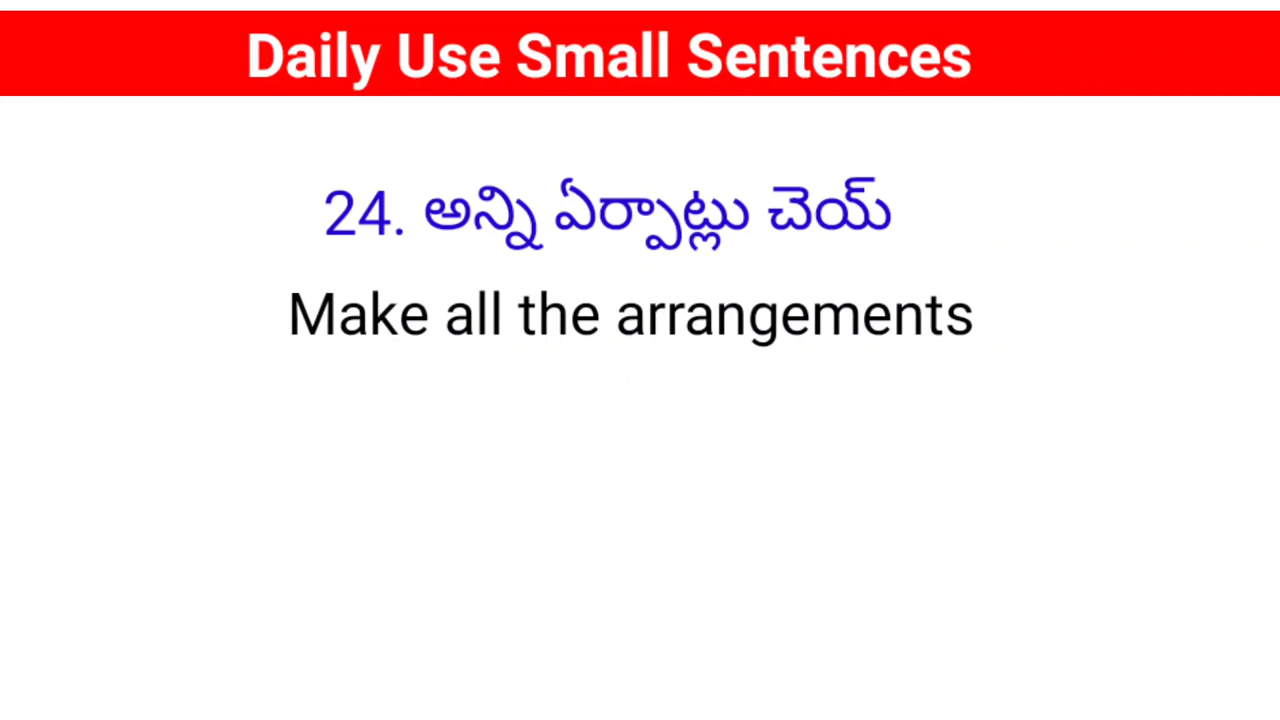 Daily Use Small Sentences
24. అన్ని ఏర్పాట్లు చెయ్
Make all the arrangements